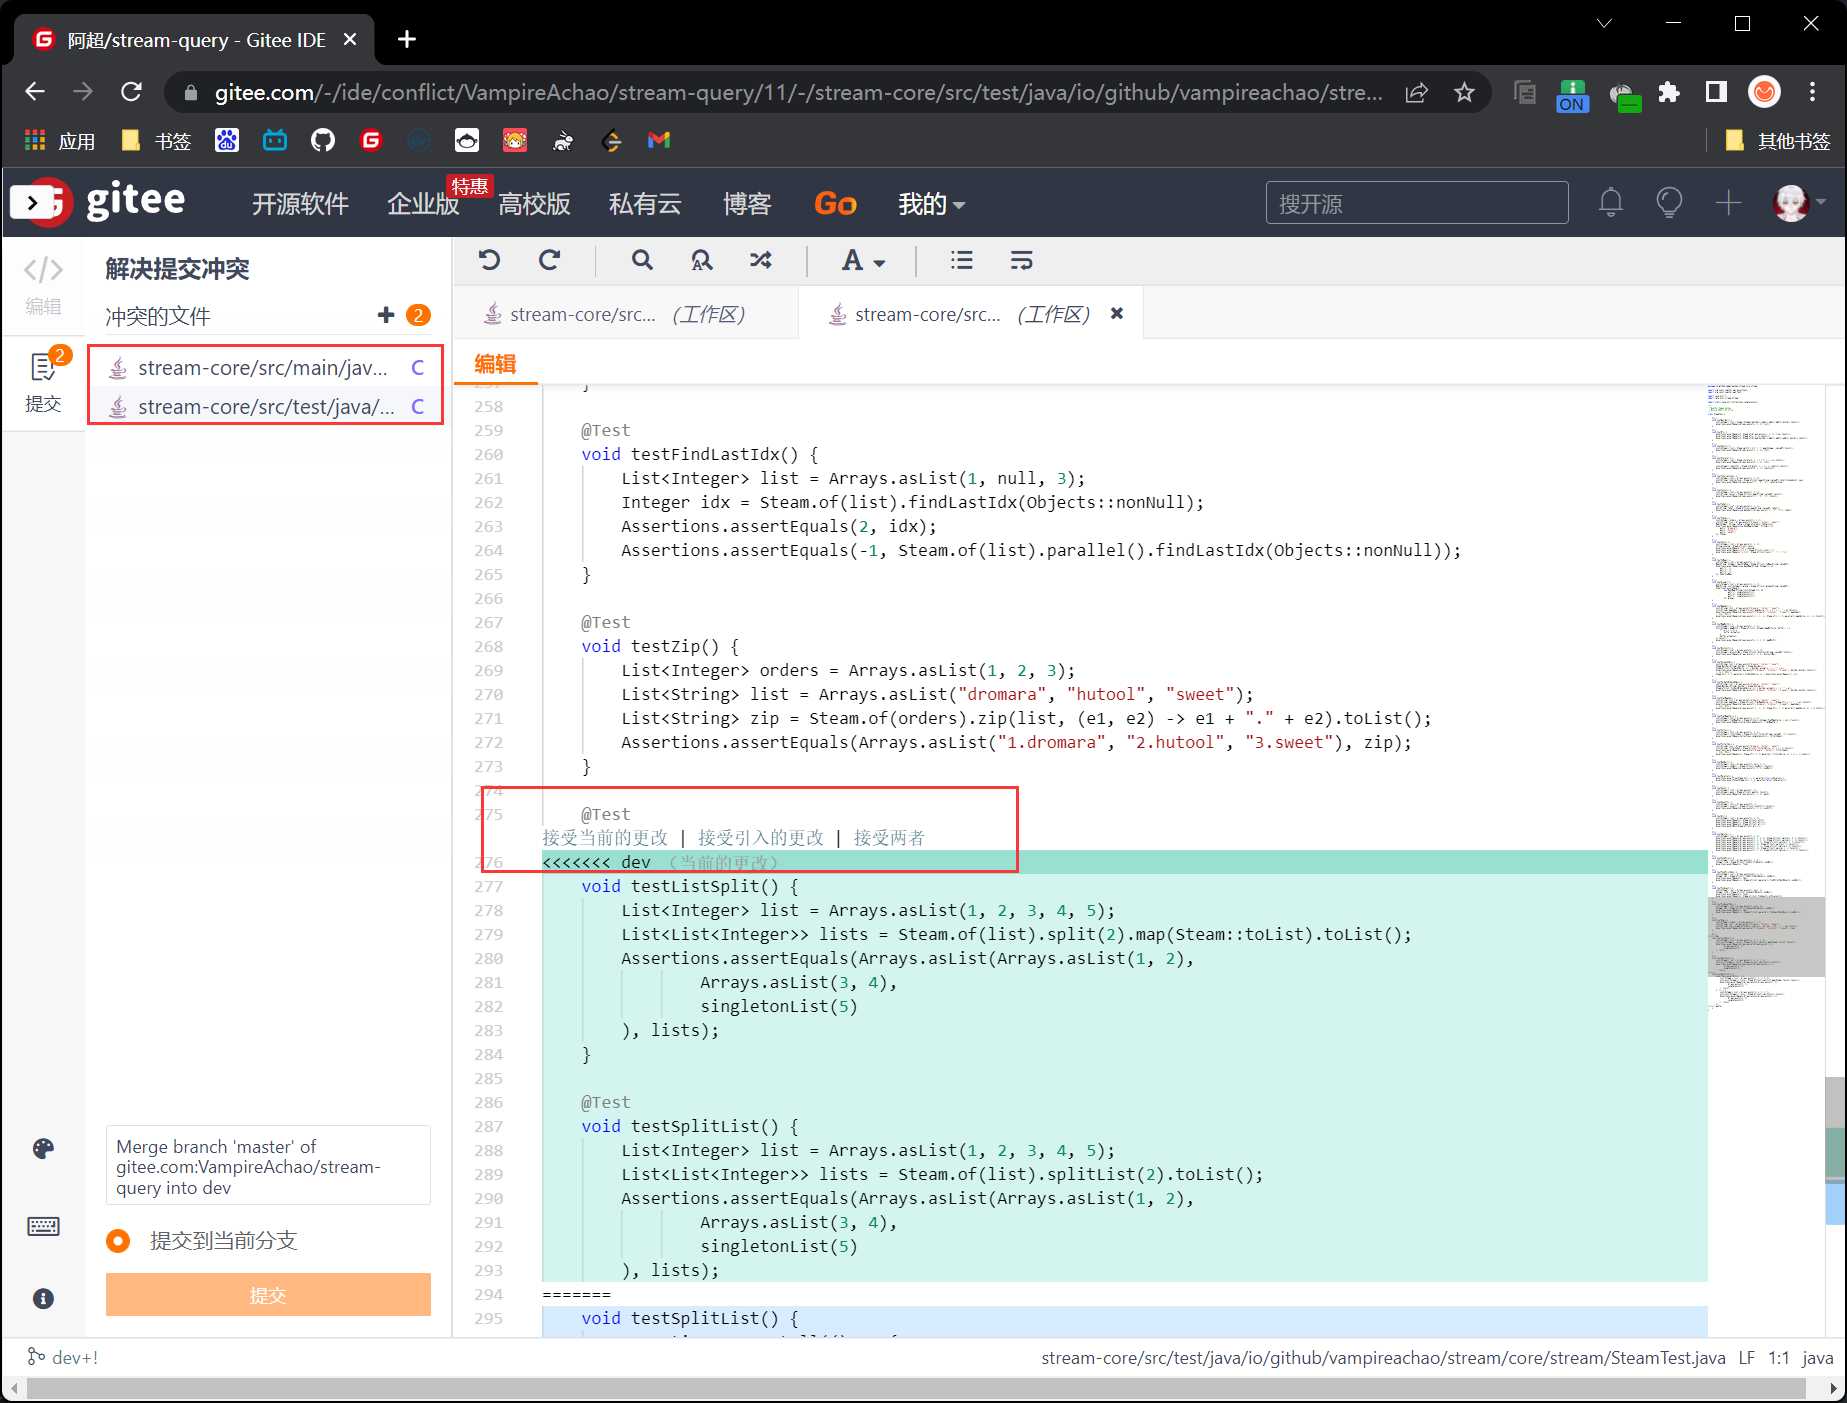 阿超/stream-query - Gitee IDE
gitee.com/-/ide/conflict/VampireAchao/stream-query/11/-/stream-core/src/test/java/io/github/vampireachao/stre...
ON
应用 书签 其他书签
gitee 开源软件 企业版 特惠 高校版 私有云 博客 Go 我的 搜开源
编辑
提交
2
解决提交冲突
冲突的文件 2
stream-core/src/main/jav... C
stream-core/src/test/java/... C
Merge branch 'master' of
gitee.com:VampireAchao/stream-
query into dev
提交到当前分支
提交
A
stream-core/src... (工作区) stream-core/src... (工作区)
编辑
257 }
258
259 @Test
260 void testFindLastIdx() {
261 List<Integer> list = Arrays.asList(1, null, 3);
262 Integer idx = Steam.of(list).findLastIdx(Objects::nonNull);
263 Assertions.assertEquals(2, idx);
264 Assertions.assertEquals(-1, Steam.of(list).parallel().findLastIdx(Objects::nonNull));
265 }
266
267 @Test
268 void testZip() {
269 List<Integer> orders = Arrays.asList(1, 2, 3);
270 List<String> list = Arrays.asList("dromara", "hutool", "sweet");
271 List<String> zip = Steam.of(orders).zip(list, (e1, e2) -> e1 + "." + e2).toList();
272 Assertions.assertEquals(Arrays.asList("1.dromara", "2.hutool", "3.sweet"), zip);
273 }
274
275 @Test
接受当前的更改 | 接受引入的更改 | 接受两者
276 <<<<<<< dev (当前的更改)
277 void testListSplit() {
278 List<Integer> list = Arrays.asList(1, 2, 3, 4, 5);
279 List<List<Integer>> lists = Steam.of(list).split(2).map(Steam::toList).toList();
280 Assertions.assertEquals(Arrays.asList(Arrays.asList(1, 2),
281 Arrays.asList(3, 4),
282 singletonList(5)
283 ), lists);
284 }
285
286 @Test
287 void testSplitList() {
288 List<Integer> list = Arrays.asList(1, 2, 3, 4, 5);
289 List<List<Integer>> lists = Steam.of(list).splitList(2).toList();
290 Assertions.assertEquals(Arrays.asList(Arrays.asList(1, 2),
291 Arrays.asList(3, 4),
292 singletonList(5)
293 ), lists);
294 =======
295 void testSplitList() {
dev+! stream-core/src/test/java/io/github/vampireachao/stream/core/stream/SteamTest.java LF 1:1 java